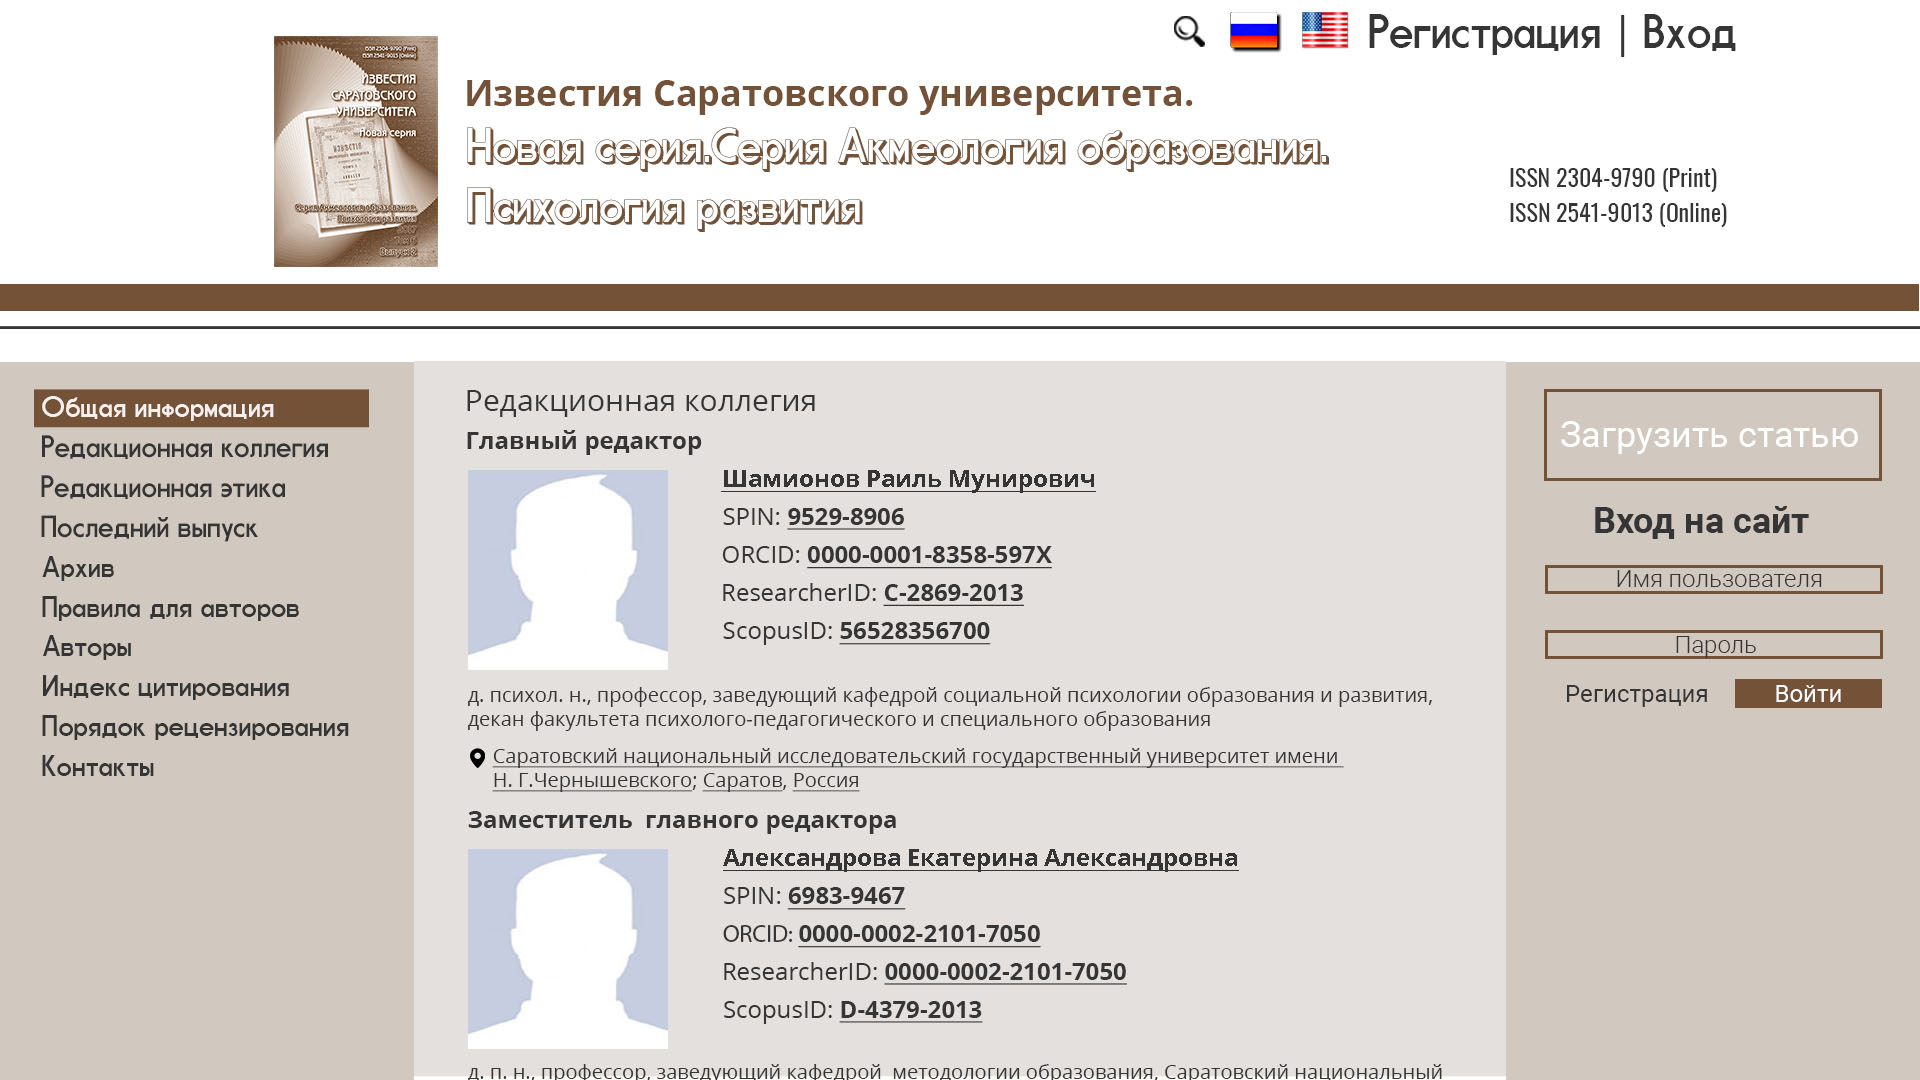 Регистрация | Вход
ISSN 2304-9790 (Print)
ISSN 2541-9013 (Online)
ИЗВЕСТИЯ
САРАТОВСКОГО
УНИВЕРСИТЕТА
Новая серия
Известия Саратовского университета.
Новая серия.Серия Акмеология образования.
Психология развития
ISSN 2304-9790 (Print)
ISSN 2541-9013 (Online)
Общая информация
Редакционная коллегия
Редакционная этика
Последний выпуск
Архив
Правила для авторов
Авторы
Индекс цитирования
Порядок рецензирования
Контакты
Редакционная коллегия
Главный редактор
Шамионов Раиль Мунирович
SPIN: 9529-8906
ORCID: 0000-0001-8358-597X
ResearcherID: C-2869-2013
ScopusID: 56528356700
д. психол. н., профессор, заведующий кафедрой социальной психологии образования и развития,
декан факультета психолого-педагогического и специального образования
Саратовский национальный исследовательский государственный университет имени
Н. Г.Чернышевского; Саратов, Россия
Заместитель главного редактора
Александрова Екатерина Александровна
SPIN: 6983-9467
ORCID: 0000-0002-2101-7050
ResearcherID: 0000-0002-2101-7050
ScopusID: D-4379-2013
д. п. н., профессор, заведующий кафедрой методологии образования, Саратовский национальный
Загрузить статью
Вход на сайт
Имя пользователя
Пароль
Регистрация Войти